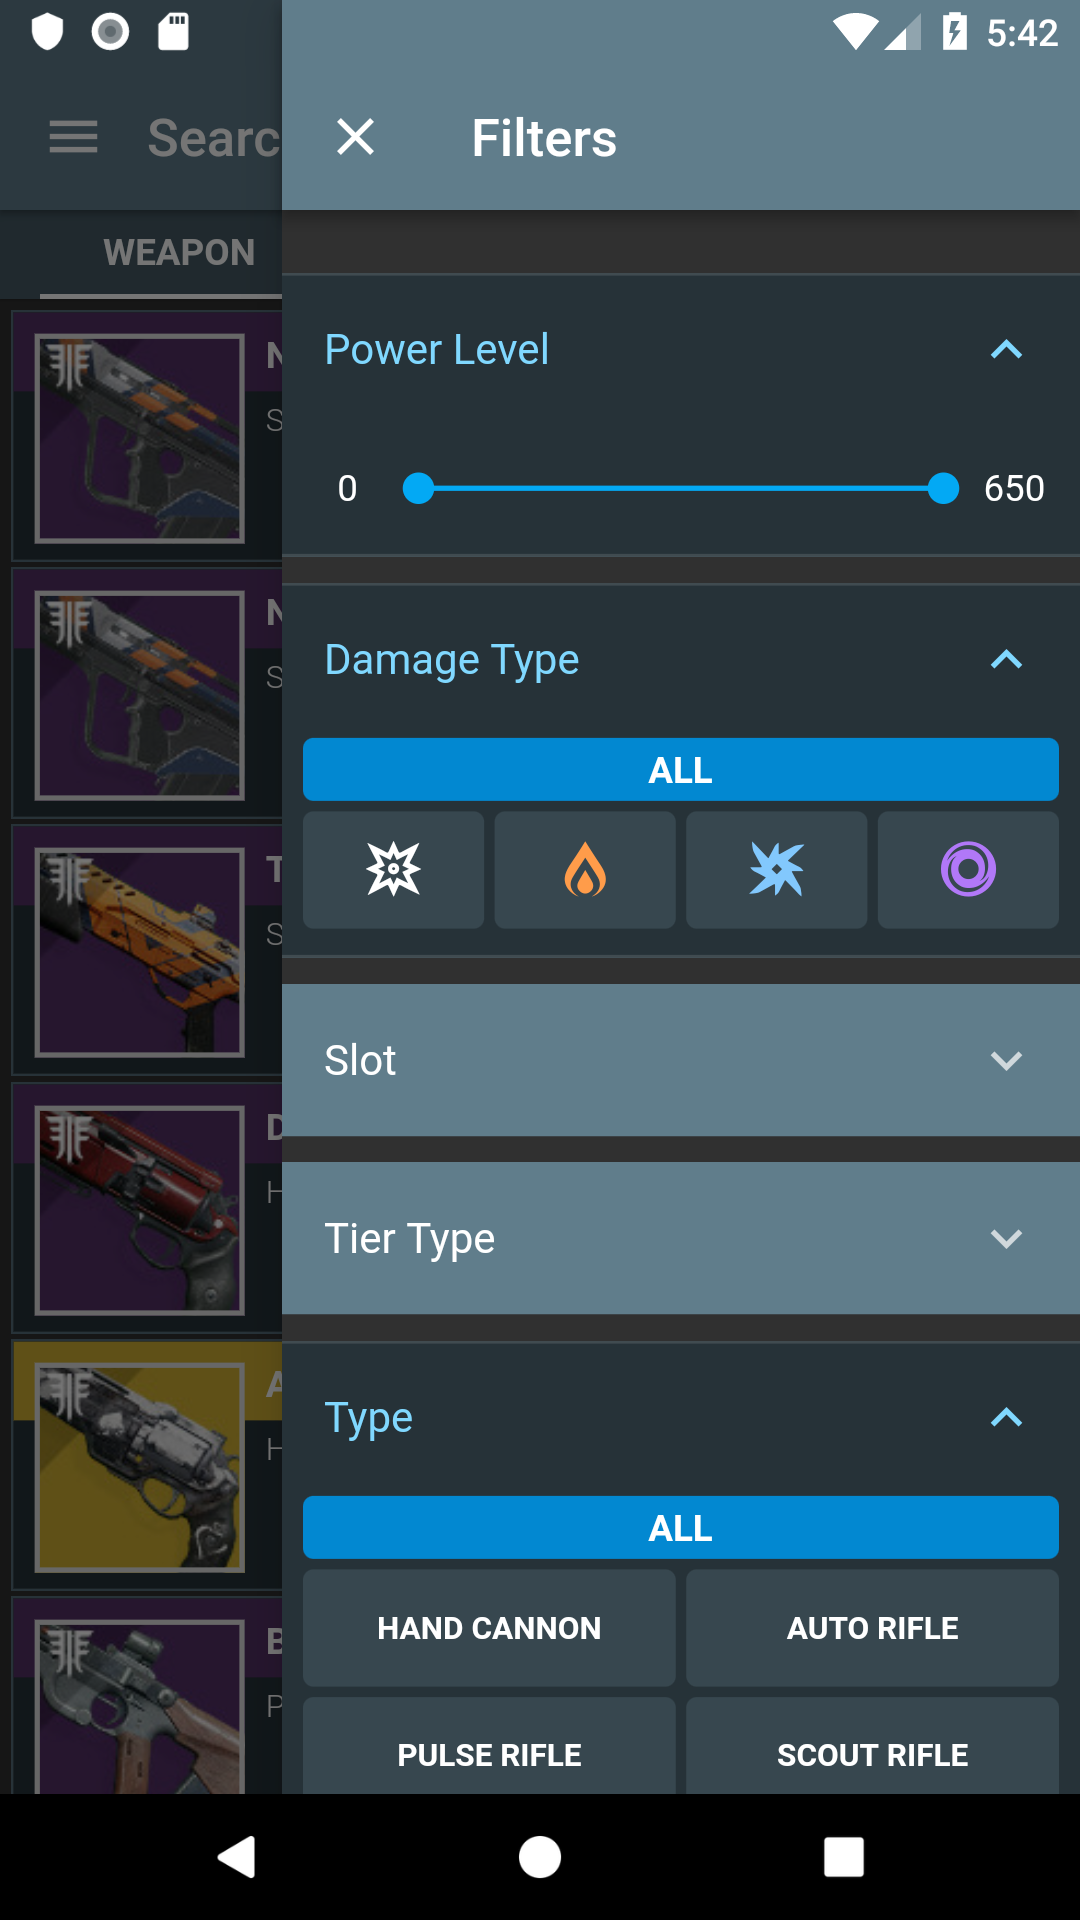 5:42
Searc
Filters
WEAPON
Power Level
0
650
N
S
Damage Type
N
S
ALL
T
S
Slot
D
H
Tier Type
A
H
Type
ALL
B
HAND CANNON
AUTO RIFLE
P
PULSE RIFLE
SCOUT RIFLE